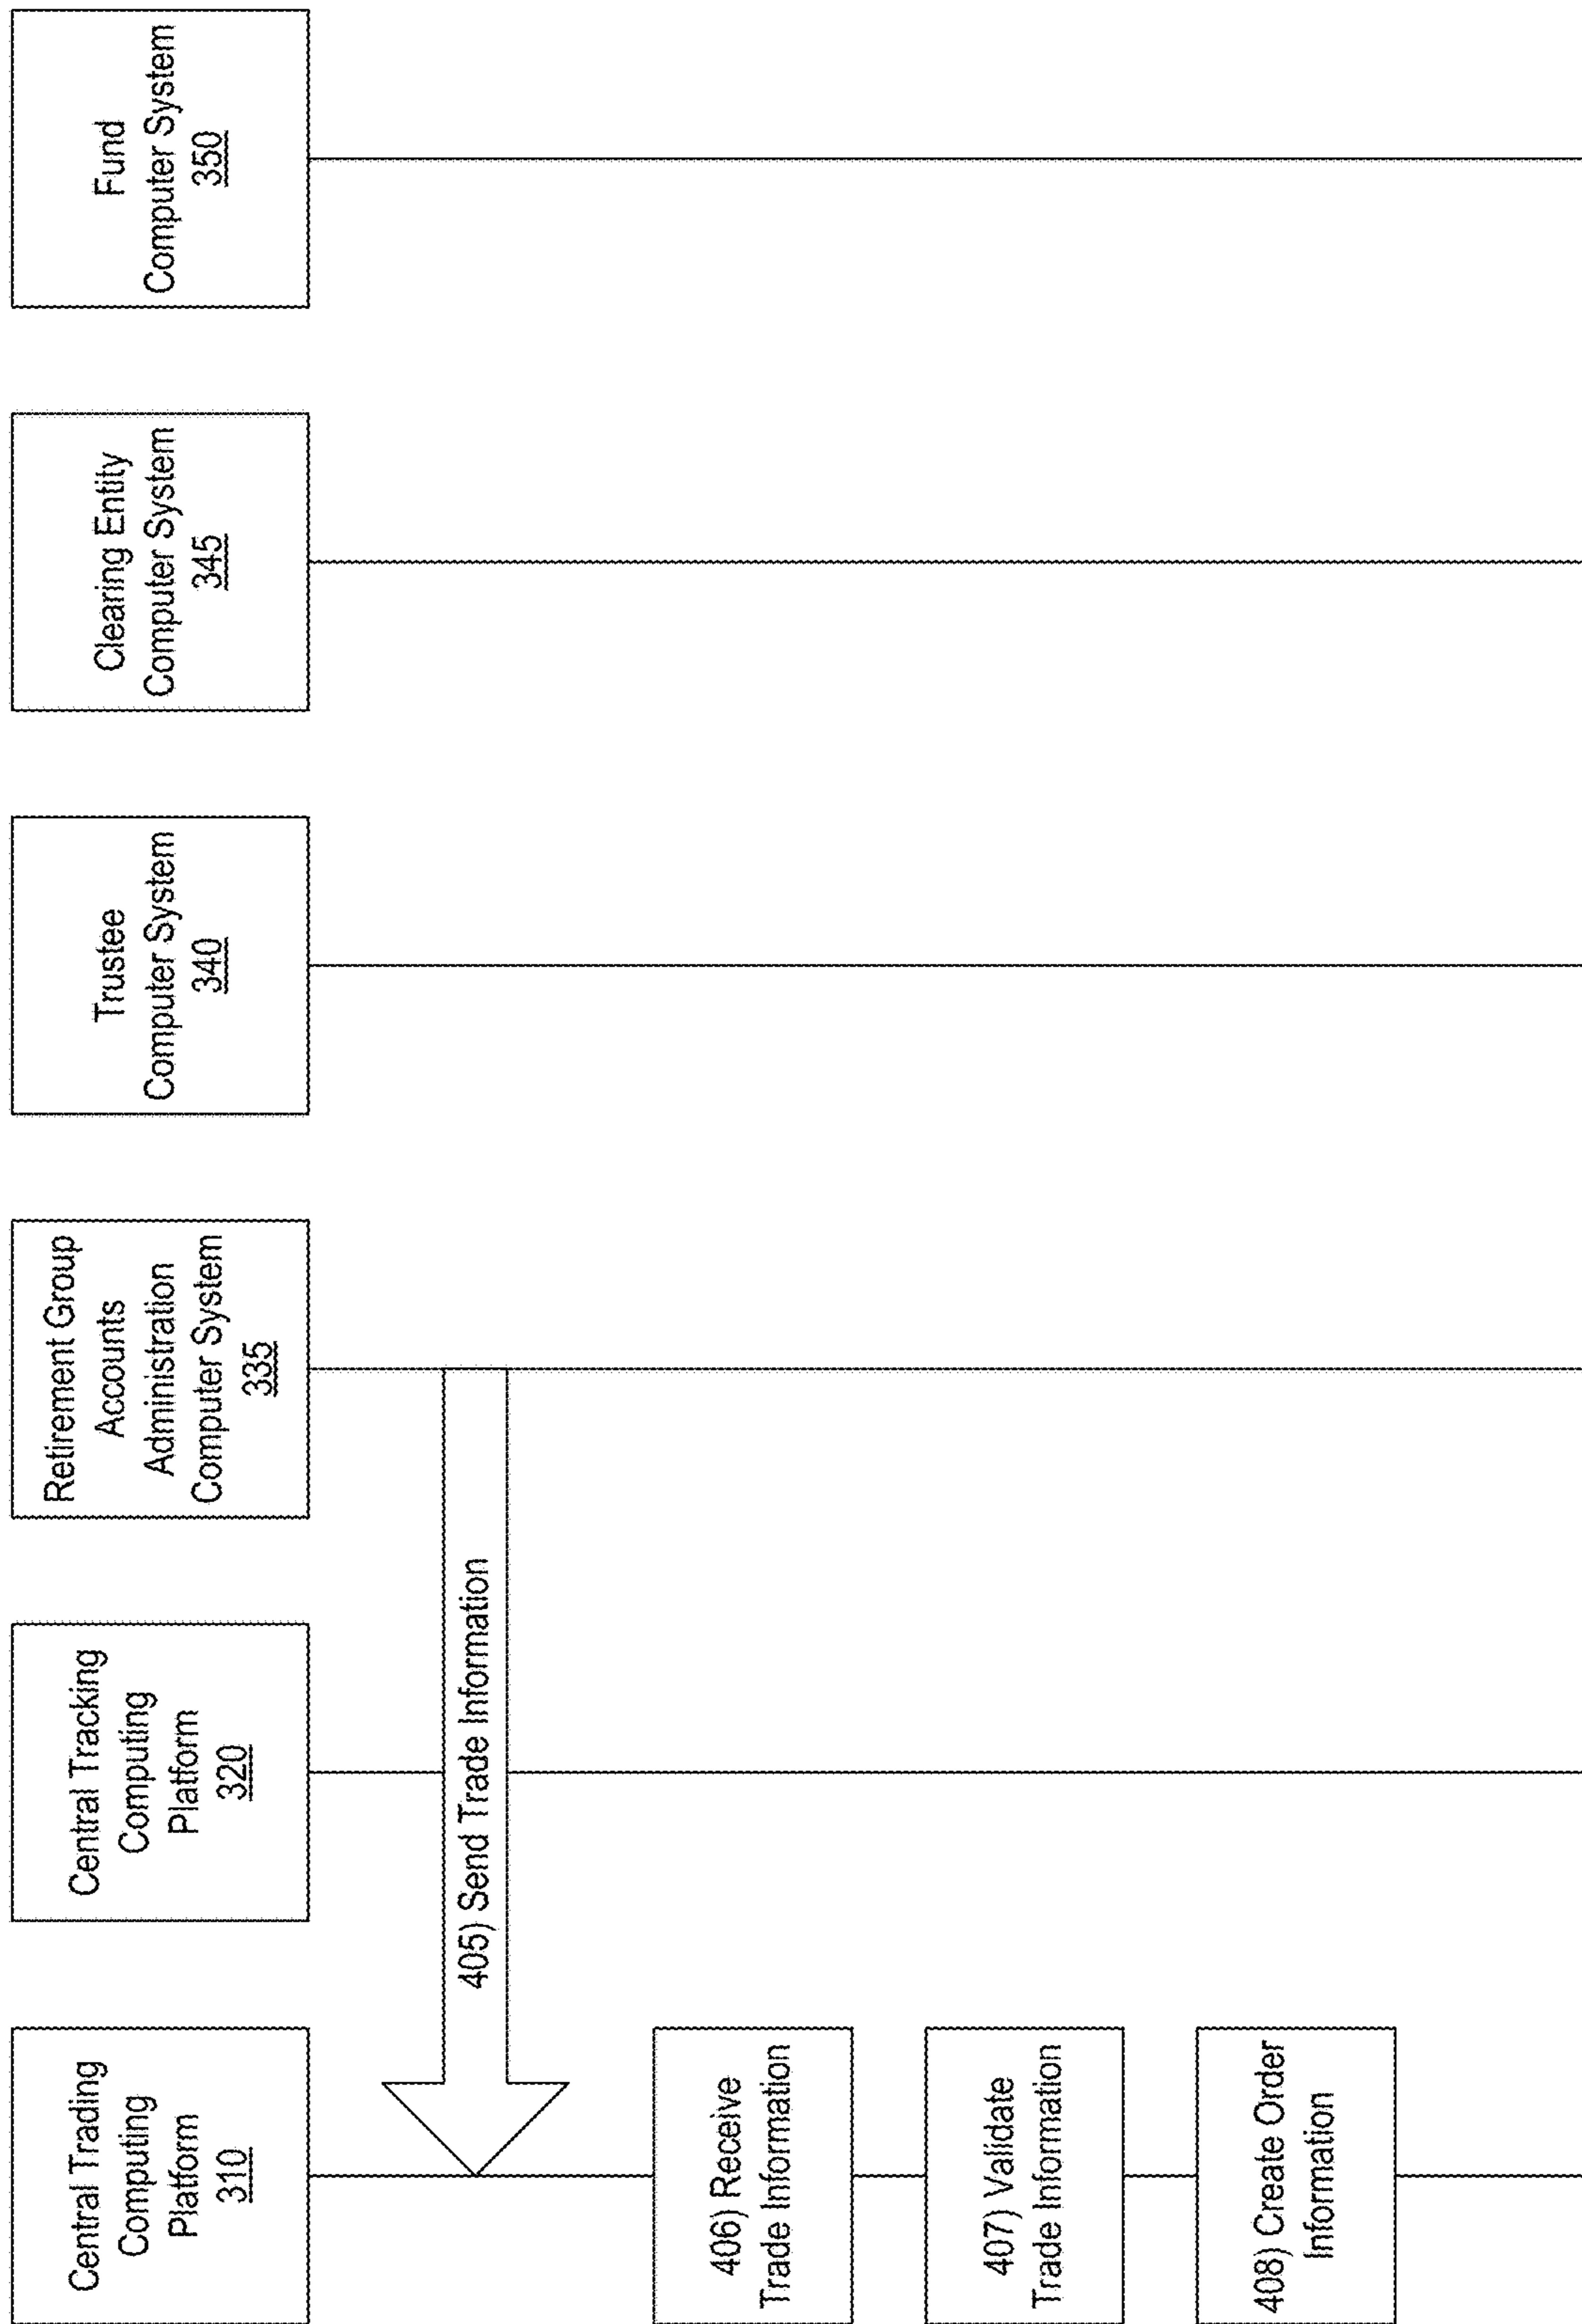 Central Trading
Computing
Platform
310
Central Tracking
Computing
Platform
320
Retirement Group
Accounts
Administration
Computer System
335
Trustee
Computer System
340
Clearing Entity
Computer System
345
Fund
Computer System
350
405) Send Trade Information
406) Receive
Trade Information
407) Validate
Trade Information
408) Create Order
Information